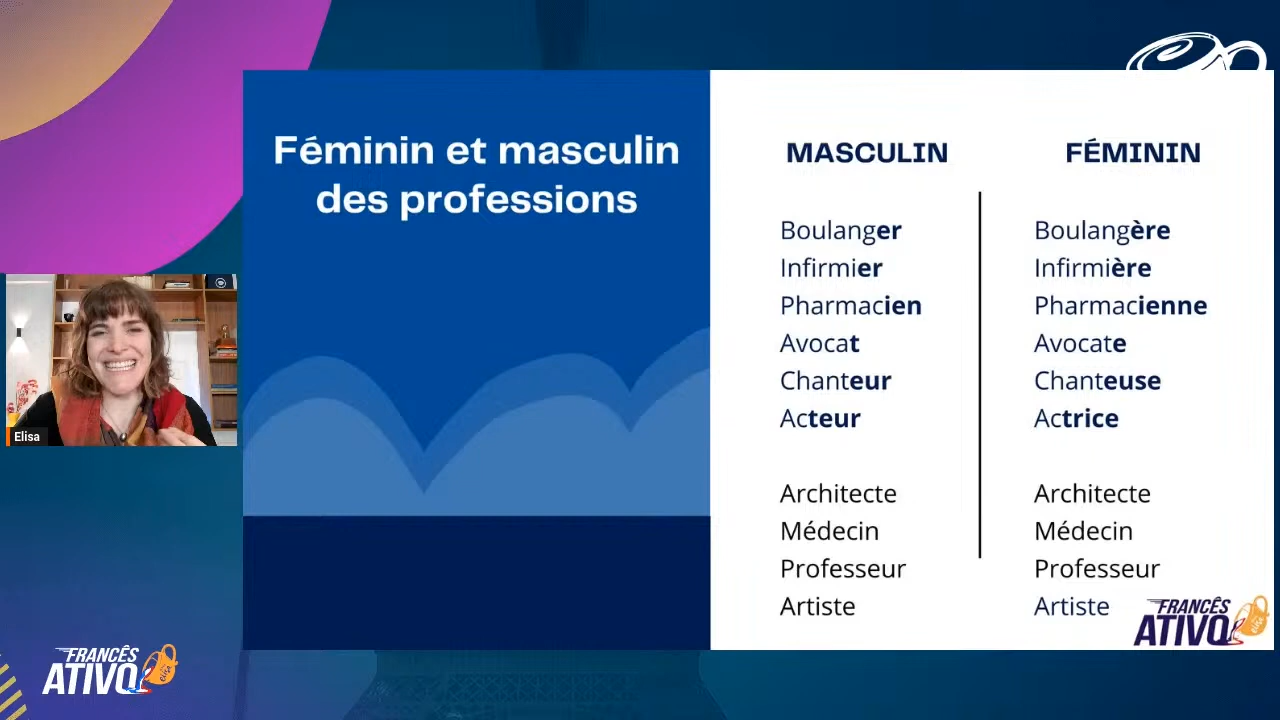 Féminin et masculin
des professions
MASCULIN
FÉMININ
Boulanger
Boulangère
Infirmier
Infirmière
Pharmacien
Pharmacienne
Avocat
Avocate
Chanteur
Chanteuse
Acteur
Actrice
Architecte
Architecte
Médecin
Médecin
Professeur
Professeur
Artiste
Artiste
FRANCÊS
ATIVO
Elisa
FRANCÊS
ATIVO